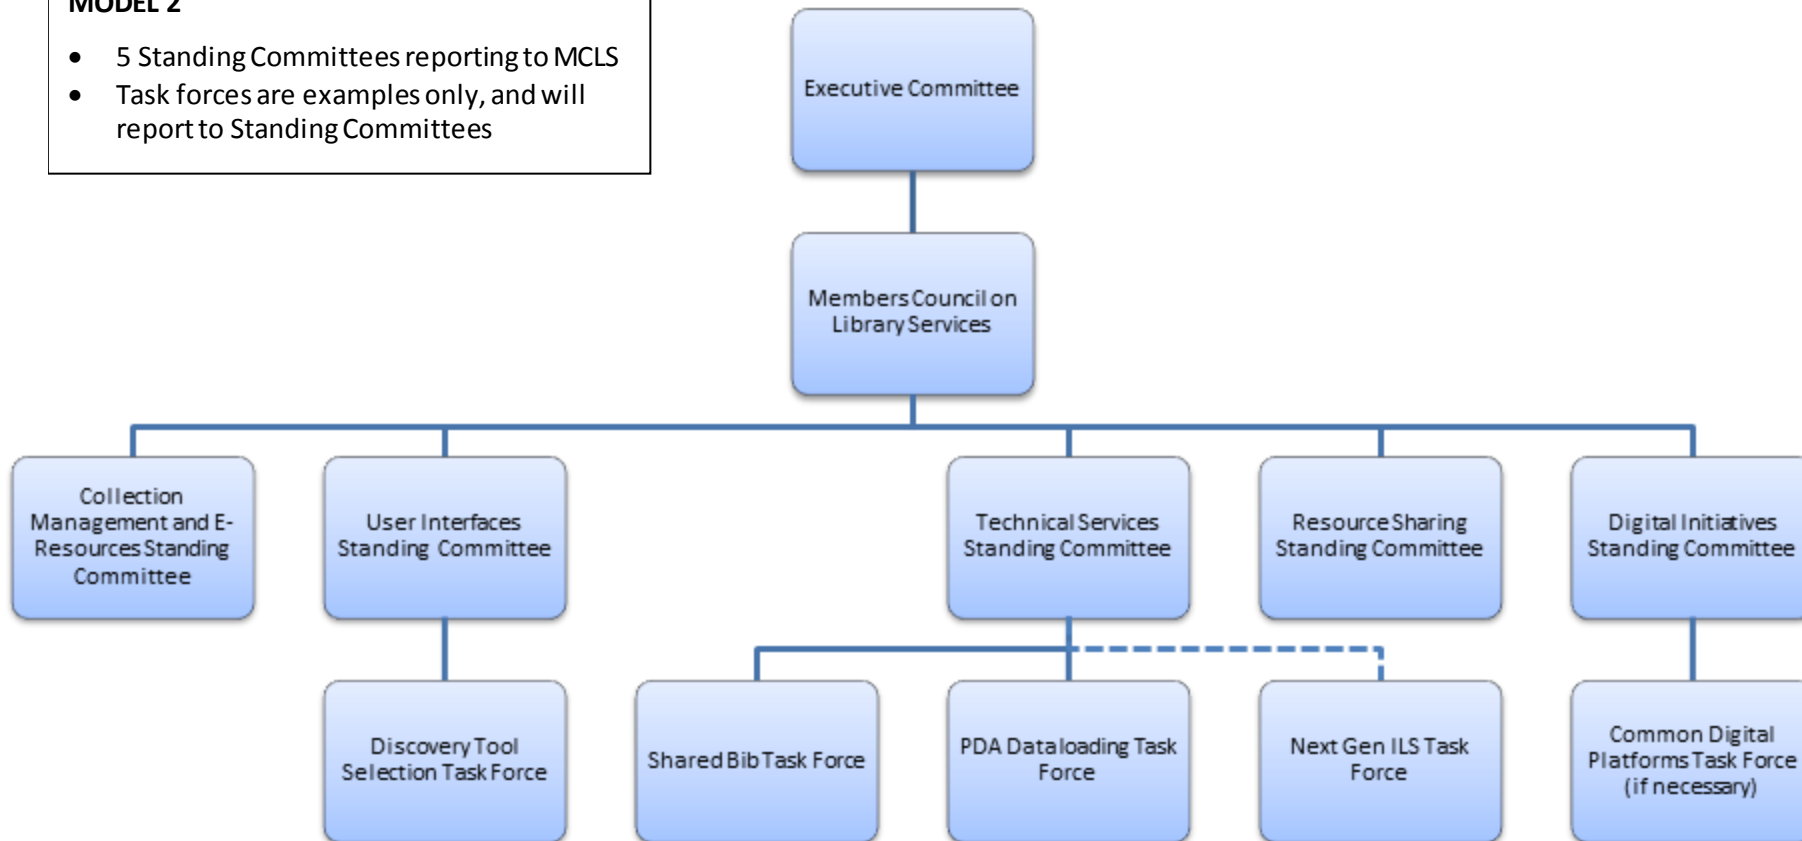 MODEL 2
• 5 Standing Committees reporting to MCLS
• Task forces are examples only, and will
report to Standing Committees
Executive Committee
Members Council on
Library Services
Collection
Management and E-
Resources Standing
Committee
User Interfaces
Standing Committee
Technical Services
Standing Committee
Resource Sharing
Standing Committee
Digital Initiatives
Standing Committee
Discovery Tool
Selection Task Force
Shared Bib Task Force
PDA Dataloading Task
Force
Next Gen ILS Task
Force
Common Digital
Platforms Task Force
(if necessary)